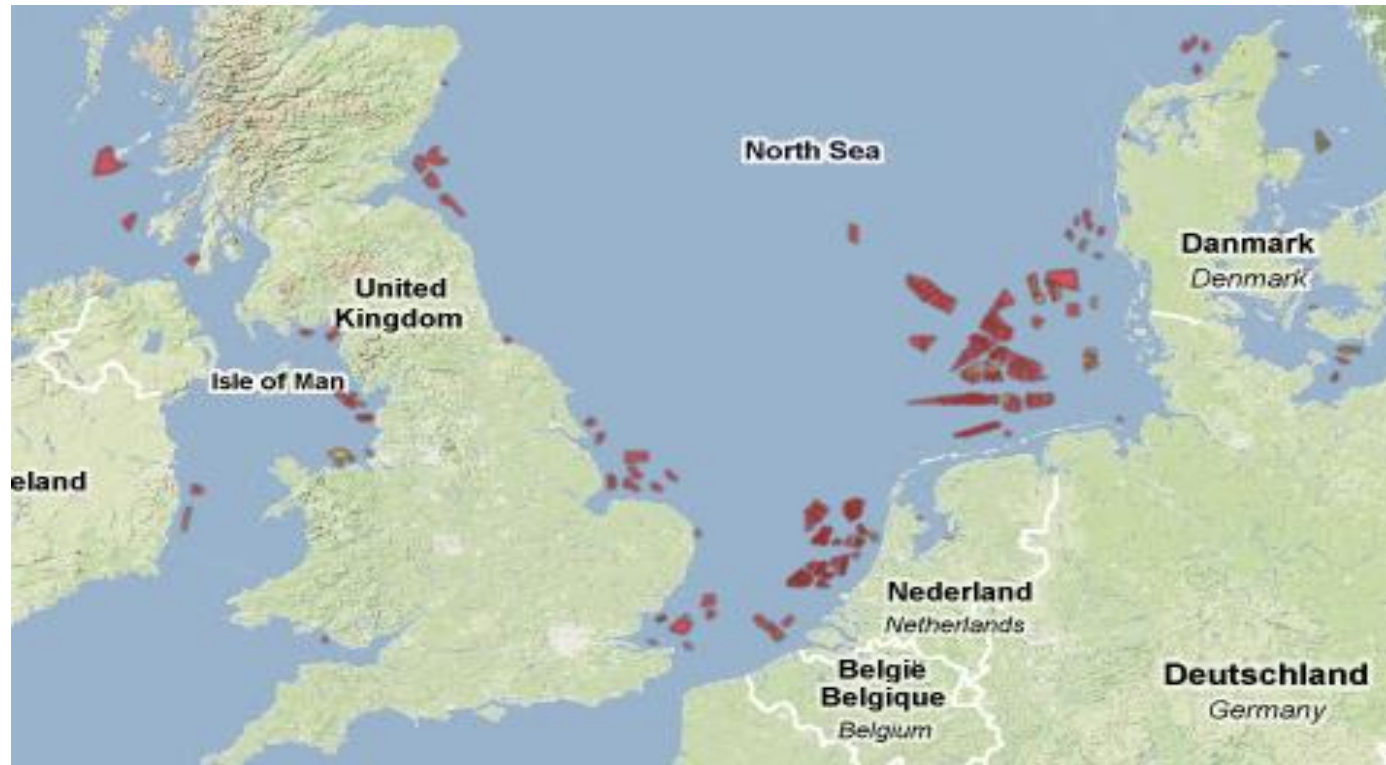 North Sea
Danmark
Denmark
United
Kingdom
Isle of Man
eland
Nederland
Netherlands
België
Belgique
Belgium
Deutschland
Germany